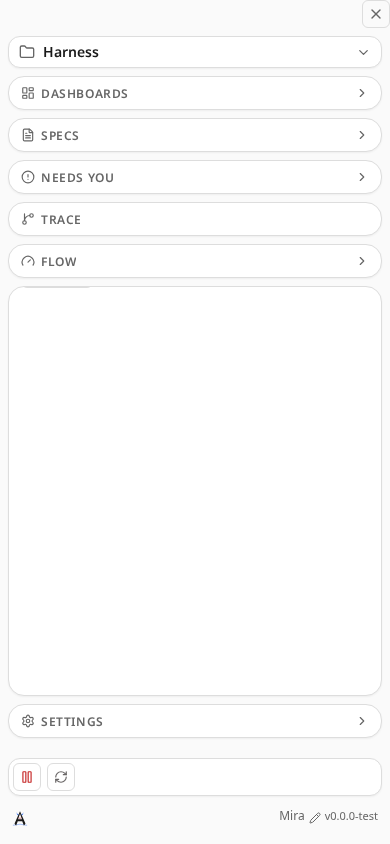 Harness
DASHBOARDS
SPECS
NEEDS YOU
TRACE
FLOW
SETTINGS
Mira v0.0.0-test